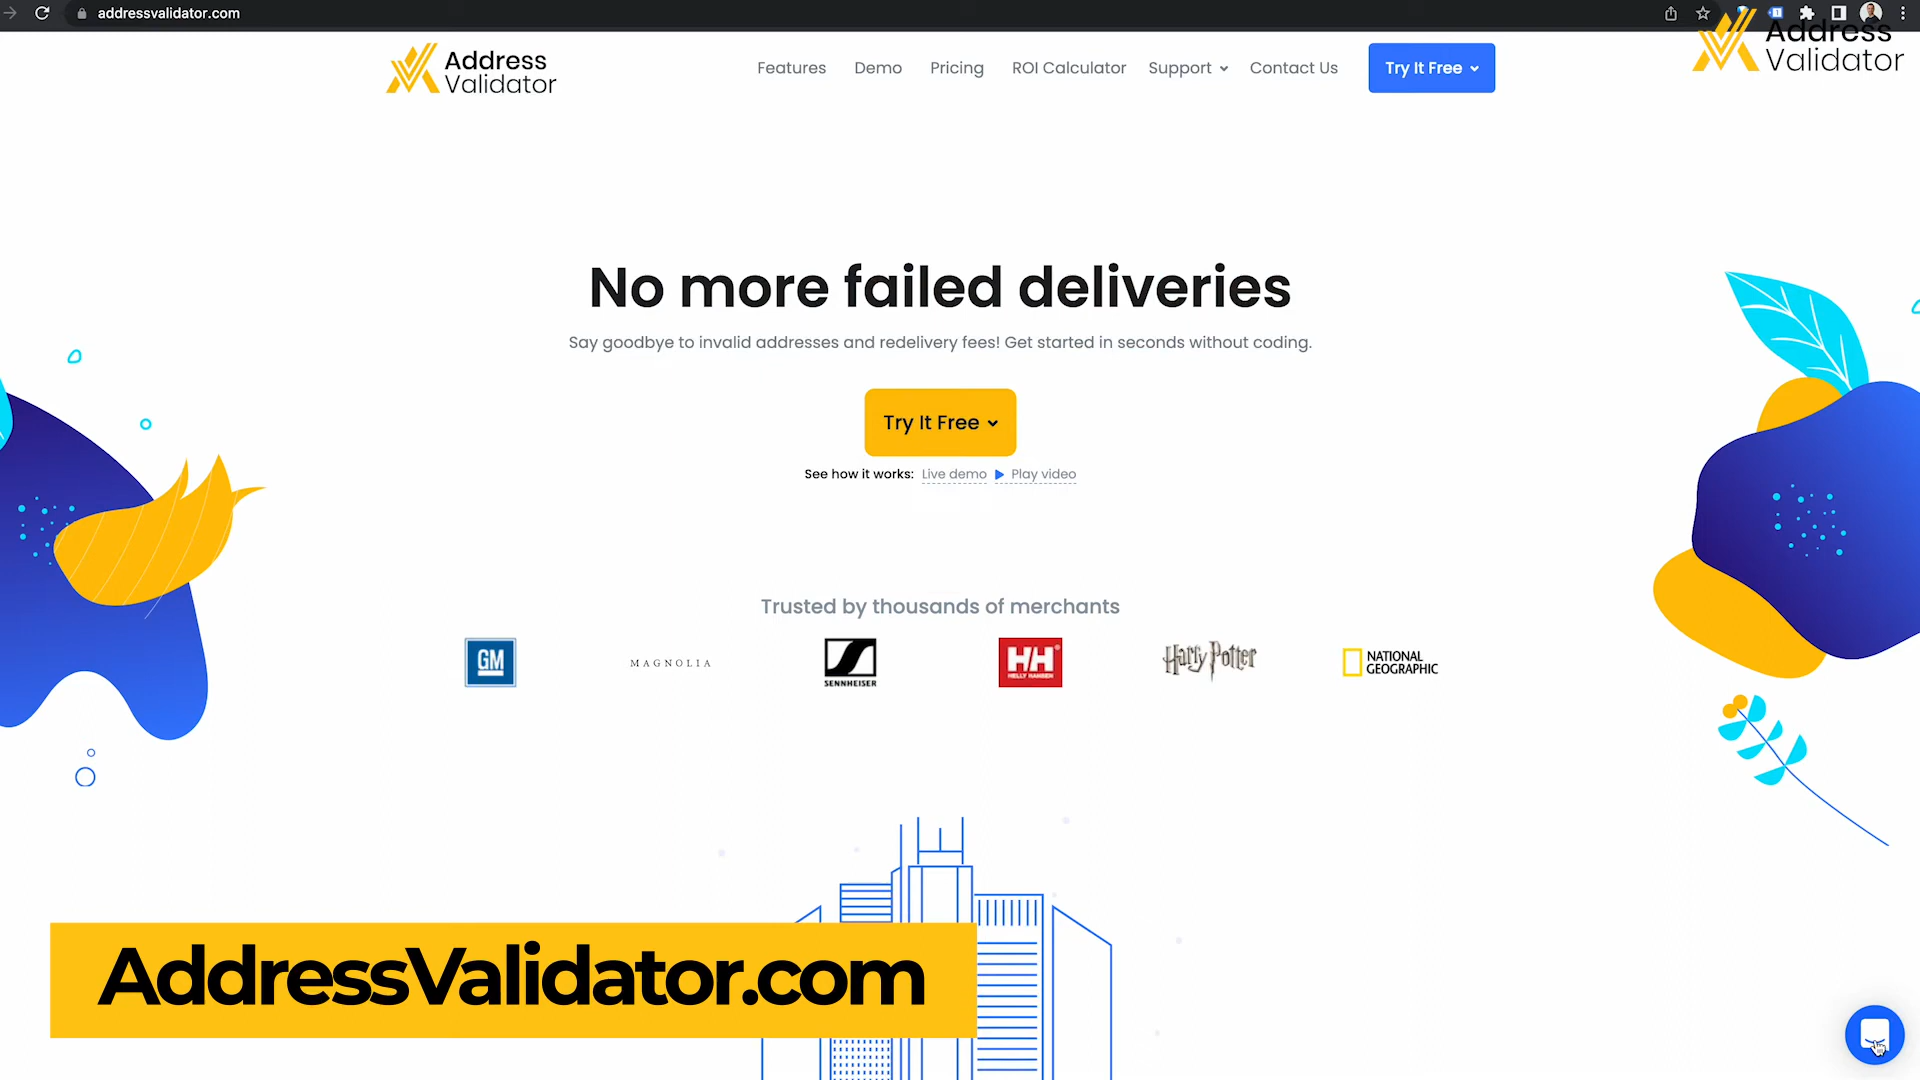 addressvalidator.com
Address
Validator
Features Demo Pricing ROI Calculator Support Contact Us Try It Free
Address
Validator
No more failed deliveries
Say goodbye to invalid addresses and redelivery fees! Get started in seconds without coding.
Try It Free
See how it works: Live demo Play video
Trusted by thousands of merchants
GM
MAGNOLIA
SENNHEISER
HH
HELLY HANSEN
Harry Potter
NATIONAL
GEOGRAPHIC
AddressValidator.com